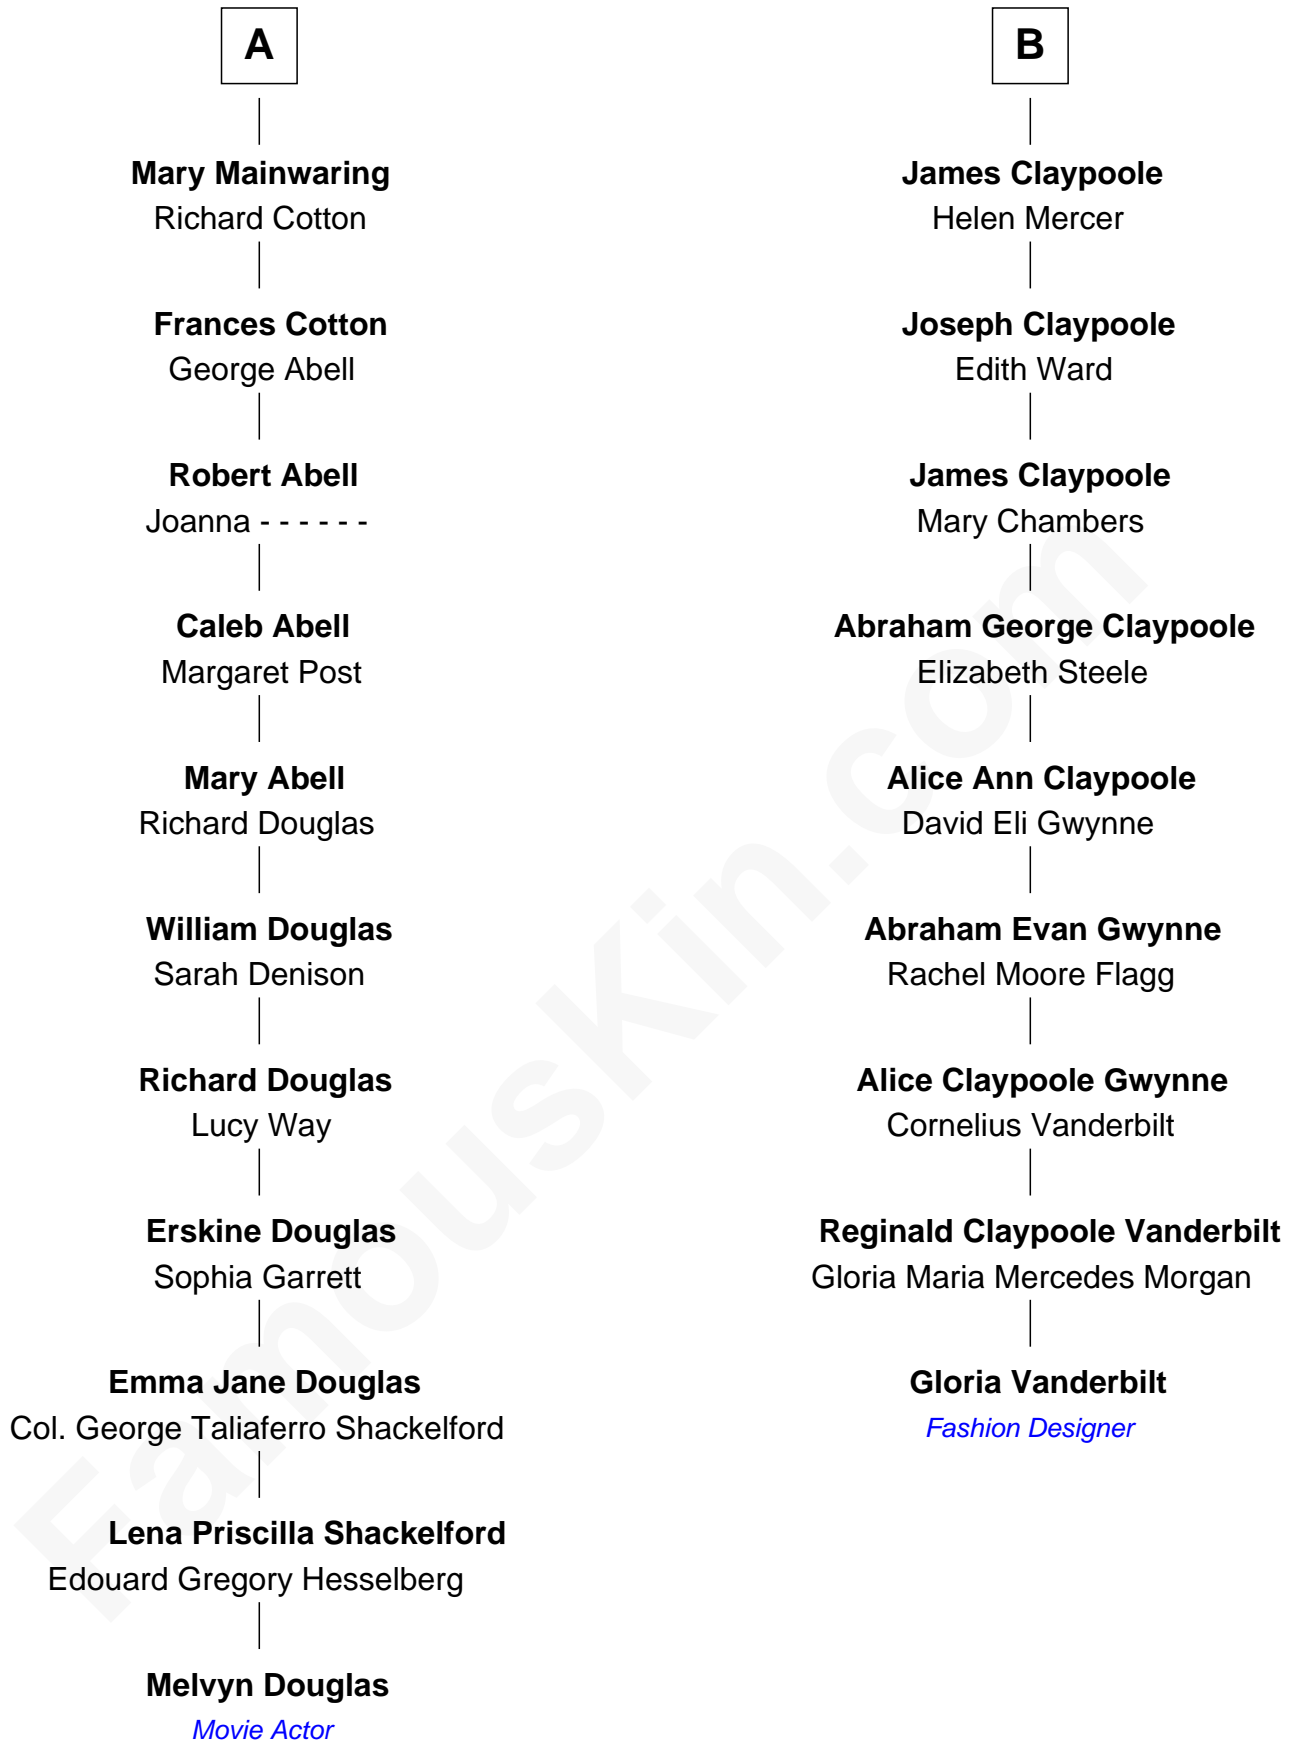 A
Mary Mainwaring
Richard Cotton
Frances Cotton
George Abell
Robert Abell
Joanna - - - - - -
Caleb Abell
Margaret Post
Mary Abell
Richard Douglas
William Douglas
Sarah Denison
Richard Douglas
Lucy Way
Erskine Douglas
Sophia Garrett
Emma Jane Douglas
Col. George Taliaferro Shackelford
Lena Priscilla Shackelford
Edouard Gregory Hesselberg
Melvyn Douglas
Movie Actor
B
James Claypoole
Helen Mercer
Joseph Claypoole
Edith Ward
James Claypoole
Mary Chambers
Abraham George Claypoole
Elizabeth Steele
Alice Ann Claypoole
David Eli Gwynne
Abraham Evan Gwynne
Rachel Moore Flagg
Alice Claypoole Gwynne
Cornelius Vanderbilt
Reginald Claypoole Vanderbilt
Gloria Maria Mercedes Morgan
Gloria Vanderbilt
Fashion Designer
FamousKin.com